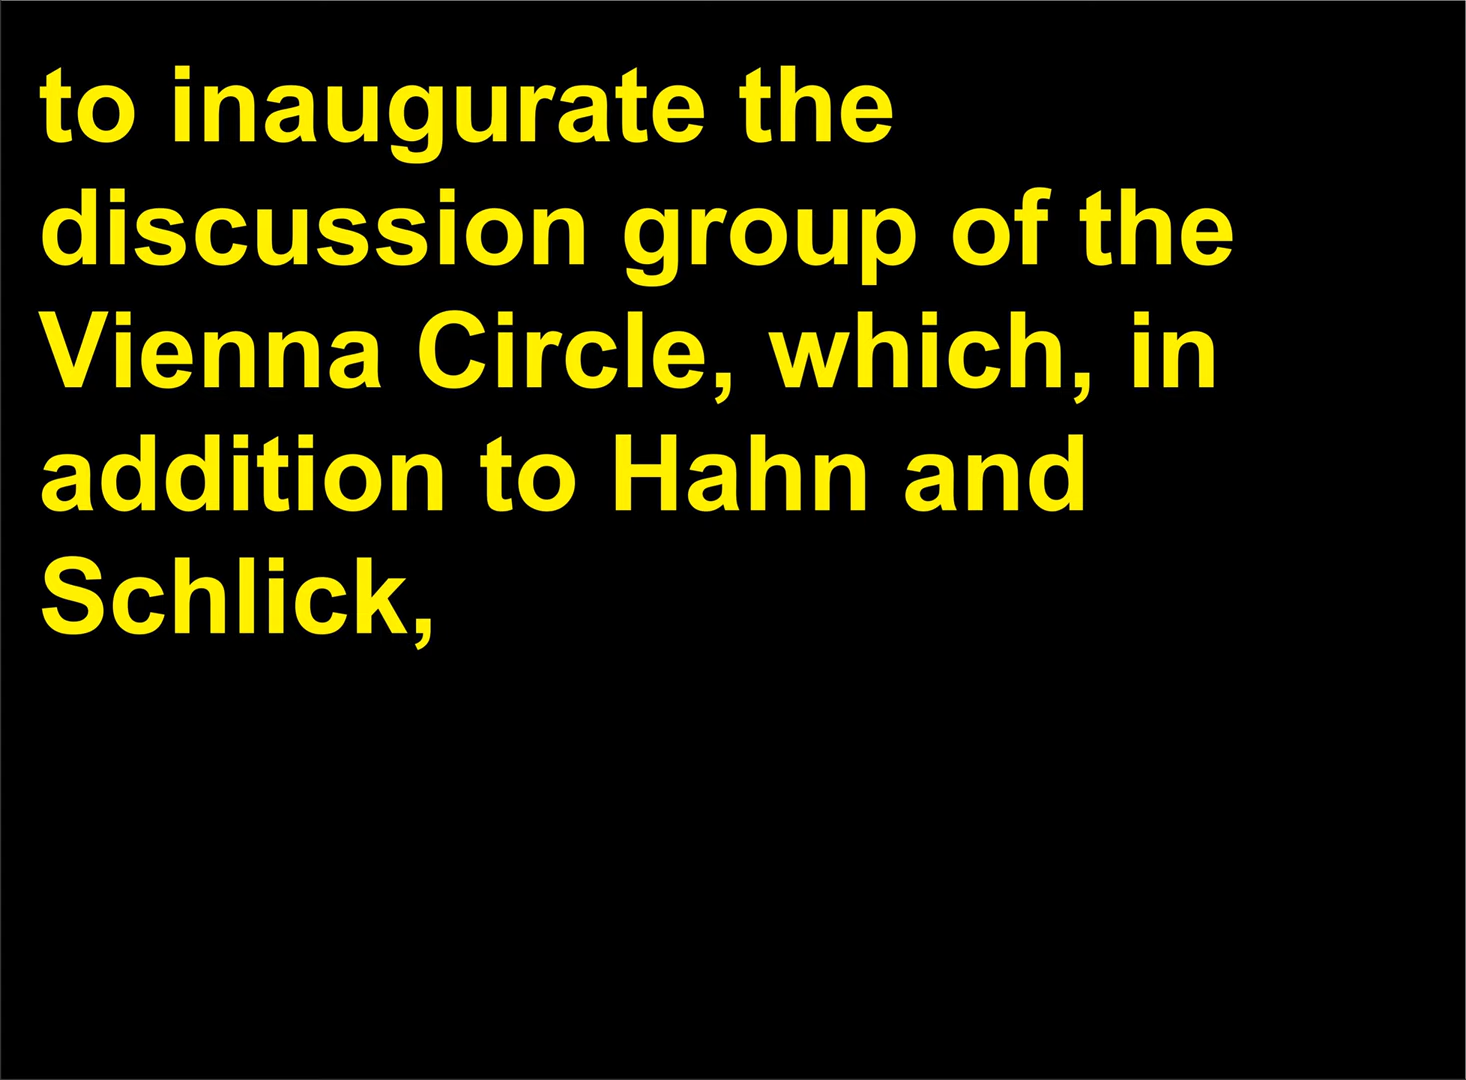 to inaugurate the
discussion group of the
Vienna Circle, which, in
addition to Hahn and
Schlick,